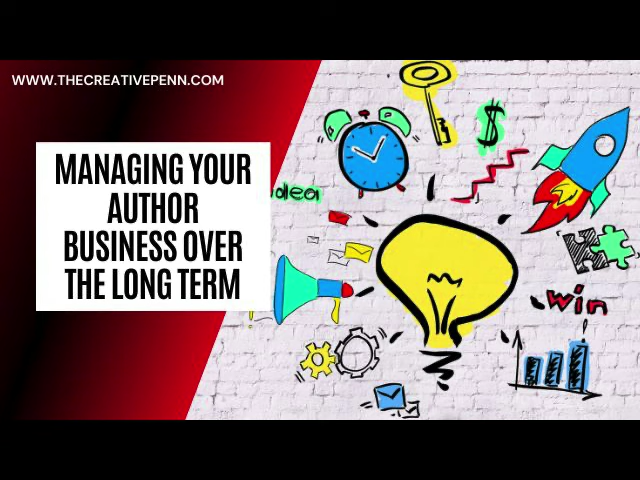 WWW.THECREATIVEPENN.COM
MANAGING YOUR
AUTHOR
BUSINESS OVER
THE LONG TERM
$
idea
win